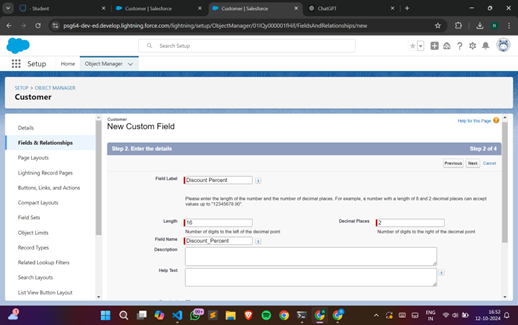 - Student
Customer | Salesforce
Customer | Salesforce
ChatGPT
psg64-dev-ed.develop.lightning.force.com/lightning/setup/ObjectManager/01IQy000001fHif/FieldsAndRelationships/new
Search Setup
Setup
Home
Object Manager
SETUP > OBJECT MANAGER
Customer
Details
Fields & Relationships
Page Layouts
Lightning Record Pages
Buttons, Links, and Actions
Compact Layouts
Field Sets
Object Limits
Record Types
Related Lookup Filters
Search Layouts
List View Button Layout
Customer
New Custom Field
Help for this Page
Step 2. Enter the details
Step 2 of 4
Previous
Next
Cancel
Field Label
Discount Percent
Please enter the length of the number and the number of decimal places. For example, a number with a length of 8 and 2 decimal places can accept
values up to "12345678.90".
Length
16
Decimal Places
2
Number of digits to the left of the decimal point
Number of digits to the right of the decimal point
Field Name
Discount_Percent
Description
Help Text
99+
ENG
IN
16:52
12-10-2024